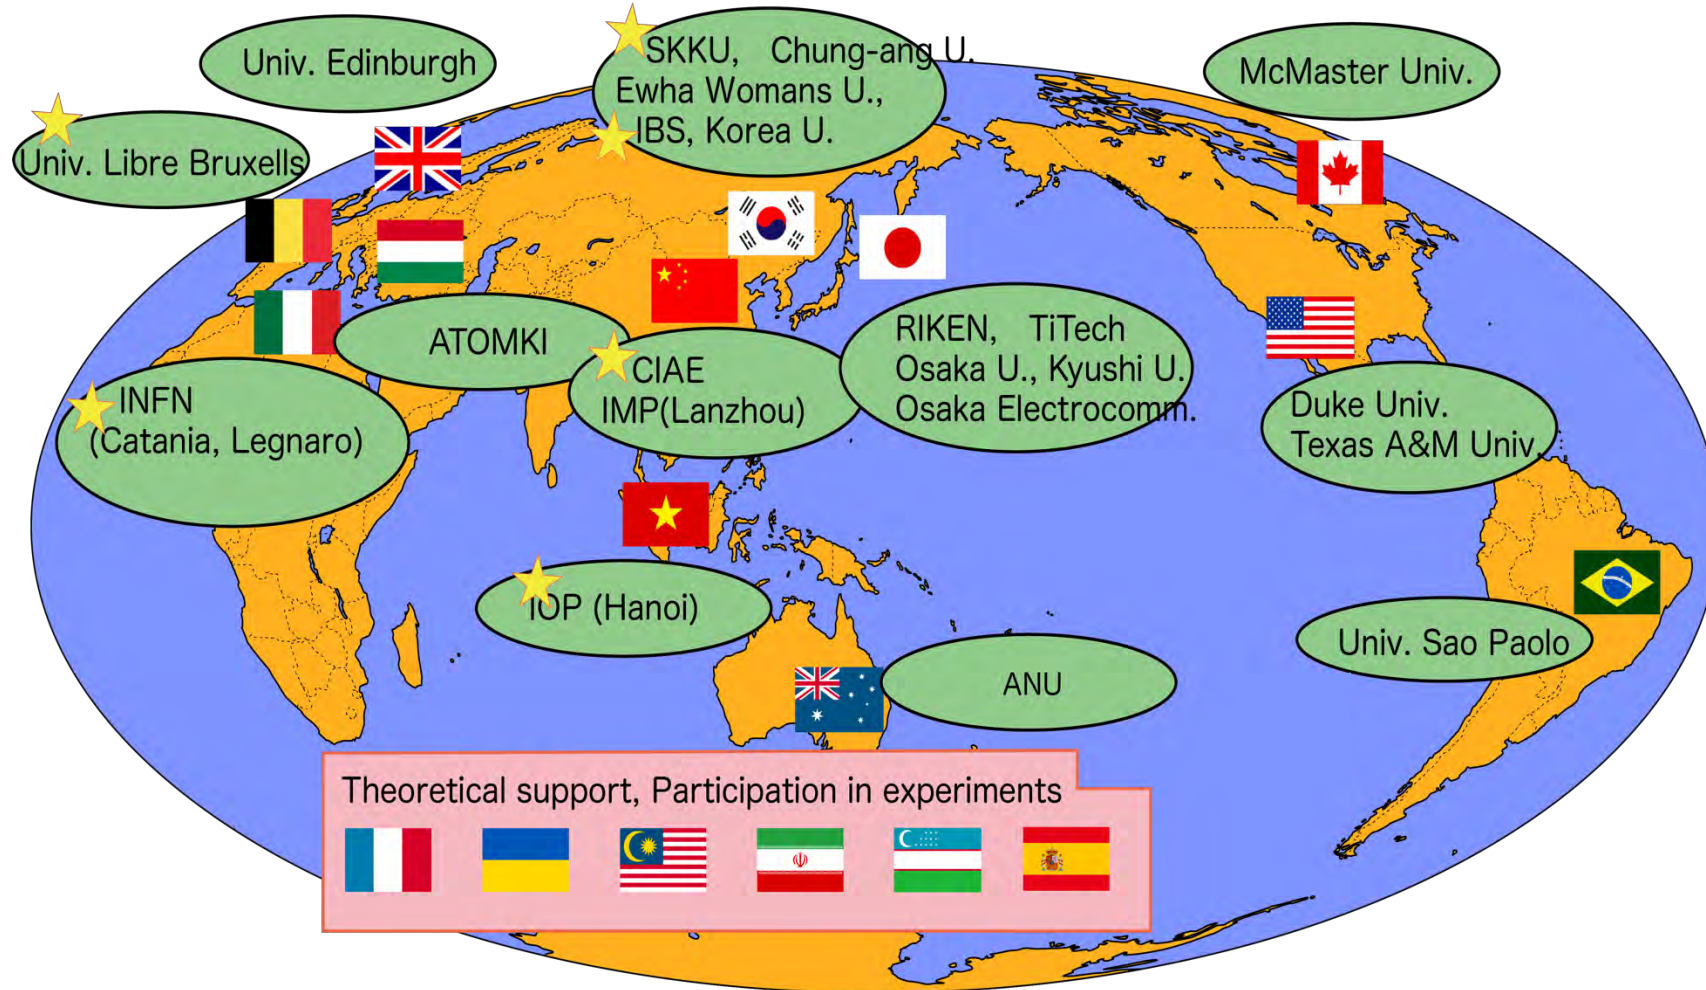 Univ. Edinburgh
SKKU, Chung-ang U.
Ewha Womans U.,
IBS, Korea U.
McMaster Univ.
Univ. Libre Bruxells
ATOMKI
INFN
(Catania, Legnaro)
CIAE
IMP(Lanzhou)
RIKEN, TiTech
Osaka U., Kyushi U.
Osaka Electrocomm.
Duke Univ.
Texas A&M Univ.
IOP (Hanoi)
Univ. Sao Paolo
ANU
Theoretical support, Participation in experiments